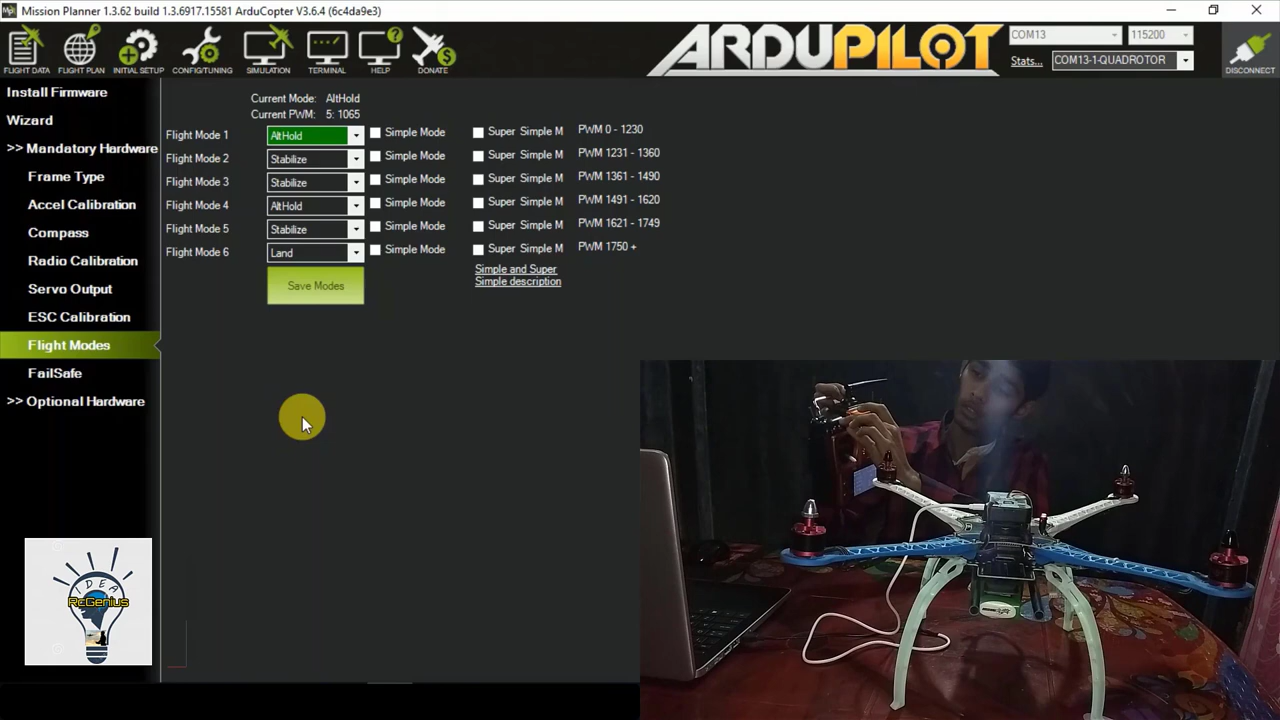 Mission Planner 1.3.62 build 1.3.6917.15581 ArduCopter V3.6.4 (6c4da9e3)
FLIGHT DATA
FLIGHT PLAN
INITIAL SETUP
CONFIG/TUNING
SIMULATION
TERMINAL
HELP
DONATE
ARDUPILOT
COM13
115200
Stats...
COM13-1-QUADROTOR
DISCONNECT
Install Firmware
Wizard
>> Mandatory Hardware
Frame Type
Accel Calibration
Compass
Radio Calibration
Servo Output
ESC Calibration
Flight Modes
FailSafe
>> Optional Hardware
Current Mode: AltHold
Current PWM: 5: 1065
Flight Mode 1 AltHold Simple Mode Super Simple M PWM 0 - 1230
Flight Mode 2 Stabilize Simple Mode Super Simple M PWM 1231 - 1360
Flight Mode 3 Stabilize Simple Mode Super Simple M PWM 1361 - 1490
Flight Mode 4 AltHold Simple Mode Super Simple M PWM 1491 - 1620
Flight Mode 5 Stabilize Simple Mode Super Simple M PWM 1621 - 1749
Flight Mode 6 Land Simple Mode Super Simple M PWM 1750 +
Save Modes
Simple and Super
Simple description
IDEA
RcGenius